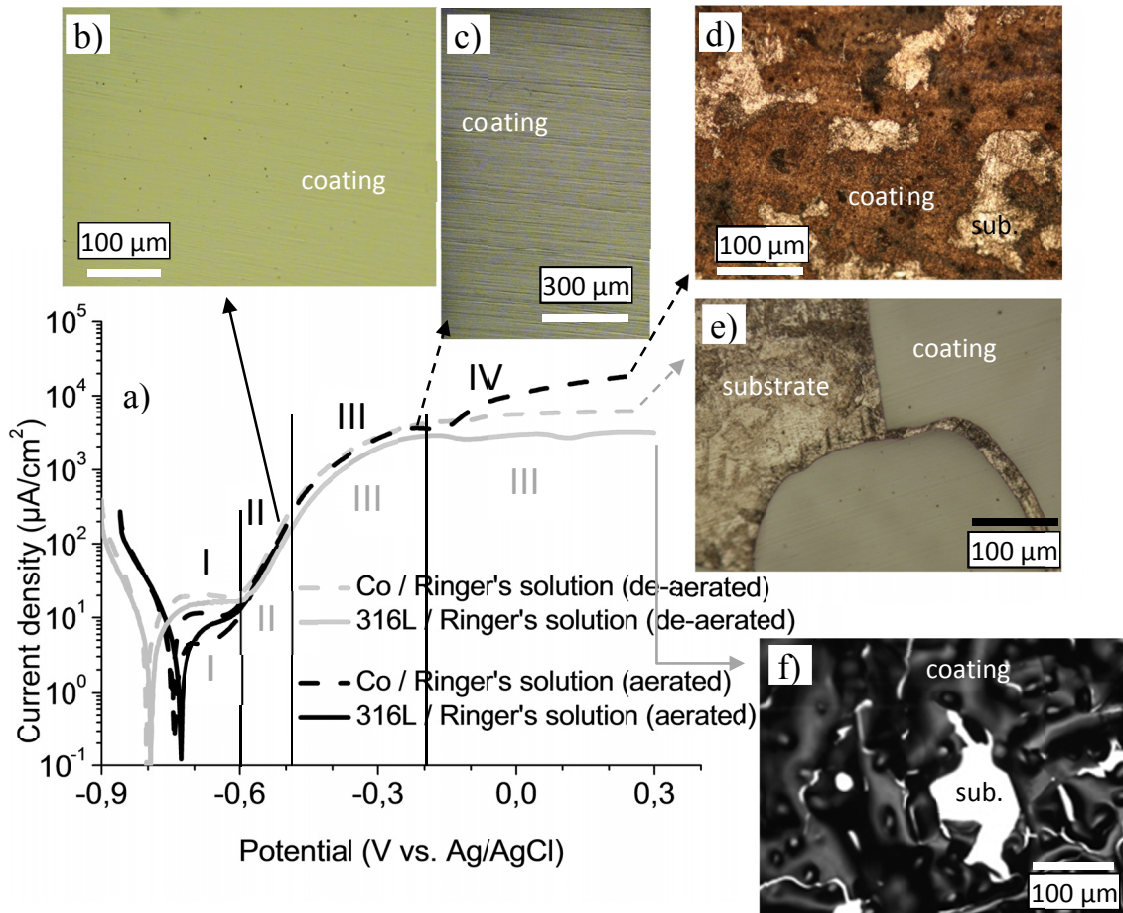 b)
coating
100 µm
c)
coating
300 µm
d)
coating
sub.
100 µm
e)
substrate
coating
100 µm
a)
10^5
10^4
10^3
10^2
10^1
10^0
10^-1
Current density (µA/cm²)
I
II
III
IV
I
II
III
III
Co / Ringer's solution (de-aerated)
316L / Ringer's solution (de-aerated)
Co / Ringer's solution (aerated)
316L / Ringer's solution (aerated)
-0,9
-0,6
-0,3
0,0
0,3
Potential (V vs. Ag/AgCl)
f)
coating
sub.
100 µm